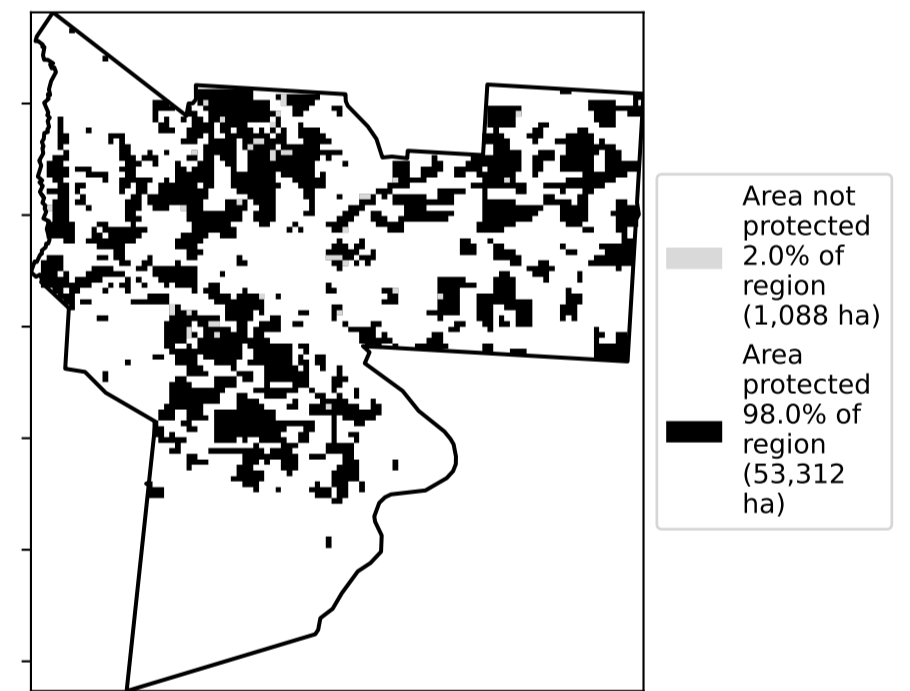 Area not
protected
2.0% of
region
(1,088 ha)
Area
protected
98.0% of
region
(53,312
ha)